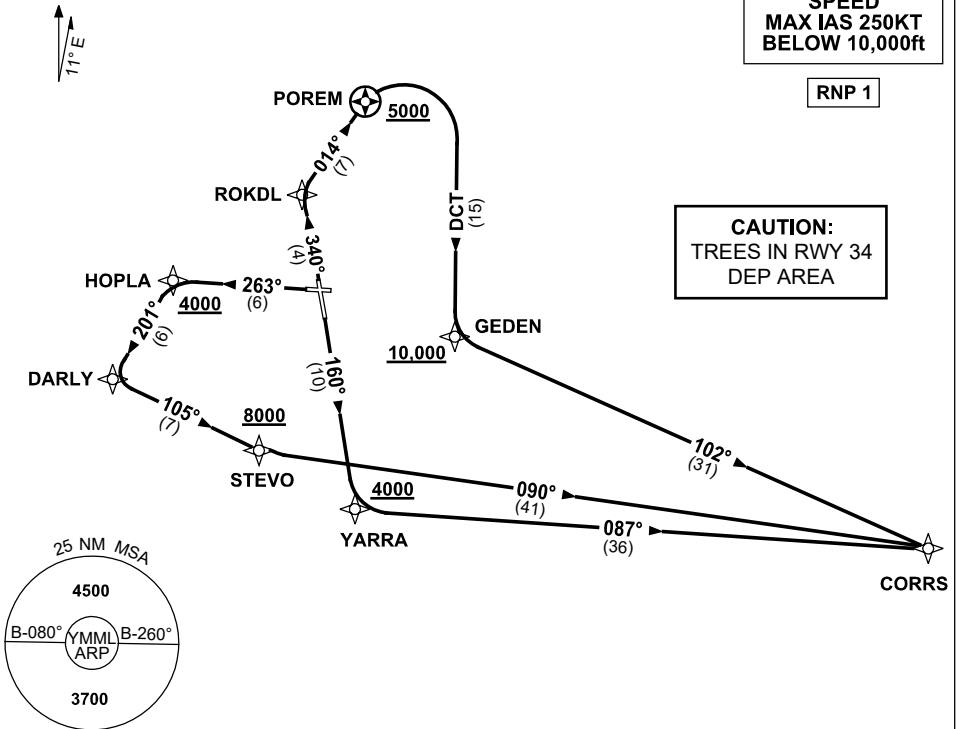 SPEED
MAX IAS 250KT
BELOW 10,000ft
11° E
RNP 1
POREM
5000
014°
(7)
ROKDL
DCT
(15)
CAUTION:
TREES IN RWY 34
DEP AREA
340°
(4)
HOPLA
263°
(6)
4000
201°
(6)
GEDEN
10,000
160°
(10)
DARLY
105°
(7)
8000
STEVO
102°
(31)
4000
090°
(41)
YARRA
087°
(36)
CORRS
25 NM MSA
4500
B-080°
YMML
ARP
B-260°
3700